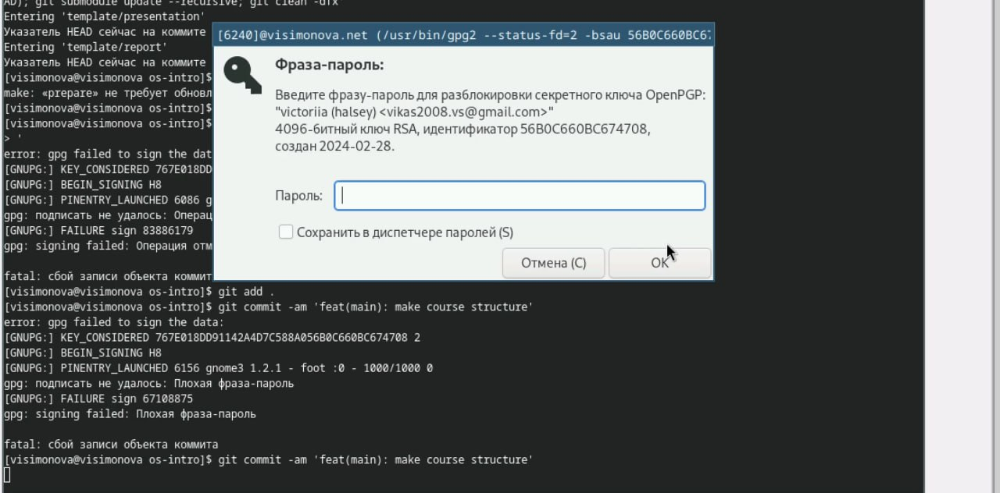 AD); git submodule update --recursive; git clean -dfx
Entering 'template/presentation'
Указатель HEAD сейчас на коммите
Entering 'template/report'
Указатель HEAD сейчас на коммите
[visimonova@visimonova os-intro]$
make: «prepare» не требует обновл
[visimonova@visimonova os-intro]$
[visimonova@visimonova os-intro]$
> '
error: gpg failed to sign the dat
[GNUPG:] KEY_CONSIDERED 767E018DD
[GNUPG:] BEGIN_SIGNING H8
[GNUPG:] PINENTRY_LAUNCHED 6086 g
gpg: подписать не удалось: Операц
[GNUPG:] FAILURE sign 83886179
gpg: signing failed: Операция отм
fatal: сбой записи объекта коммит
[6240]@visimonova.net (/usr/bin/gpg2 --status-fd=2 -bsau 56B0C660BC67
Фраза-пароль:
Введите фразу-пароль для разблокировки секретного ключа OpenPGP:
"victoriia (halsey) <vikas2008.vs@gmail.com>"
4096-битный ключ RSA, идентификатор 56B0C660BC674708,
создан 2024-02-28.
Пароль:
Сохранить в диспетчере паролей (S)
Отмена (C) OK
[visimonova@visimonova os-intro]$ git add .
[visimonova@visimonova os-intro]$ git commit -am 'feat(main): make course structure'
error: gpg failed to sign the data:
[GNUPG:] KEY_CONSIDERED 767E018DD91142A4D7C588A056B0C660BC674708 2
[GNUPG:] BEGIN_SIGNING H8
[GNUPG:] PINENTRY_LAUNCHED 6156 gnome3 1.2.1 - foot :0 - 1000/1000 0
gpg: подписать не удалось: Плохая фраза-пароль
[GNUPG:] FAILURE sign 67108875
gpg: signing failed: Плохая фраза-пароль
fatal: сбой записи объекта коммита
[visimonova@visimonova os-intro]$ git commit -am 'feat(main): make course structure'